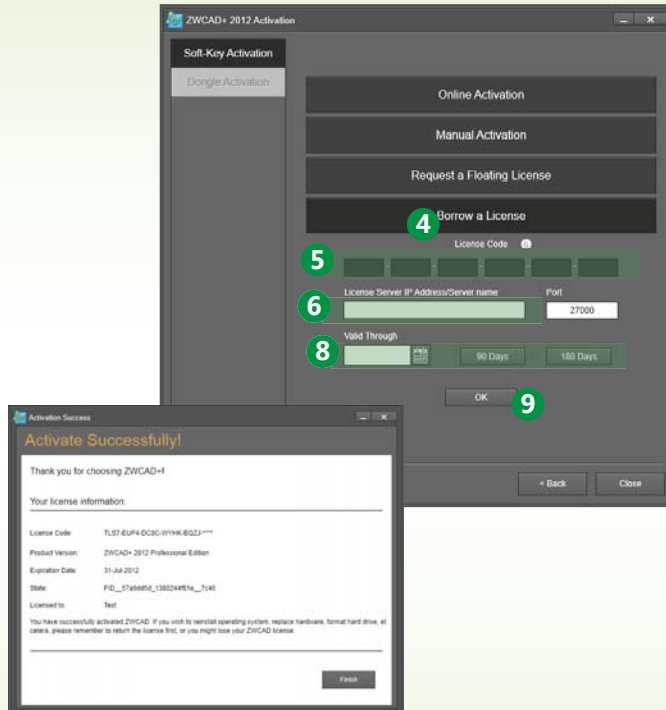 ZWCAD+ 2012 Activation
Soft-Key Activation
Dongle Activation
Online Activation
Manual Activation
Request a Floating License
Borrow a License
4
License Code
5
License Server IP Address/Server name Port
6
27000
Valid Through
8
90 Days 180 Days
OK
9
< Back Close
Activation Success
Activate Successfully!
Thank you for choosing ZWCAD+!
Your license information:
License Code:
Product Version: ZWCAD+ 2012 Professional Edition
Expiration Date: 31-Jul-2012
State:
Licensed to: Test
You have successfully activated ZWCAD. If you wish to reinstall operating system, replace hardware, format hard drive, et
catera, please remember to return the license first, or you might lose your ZWCAD license.
Finish